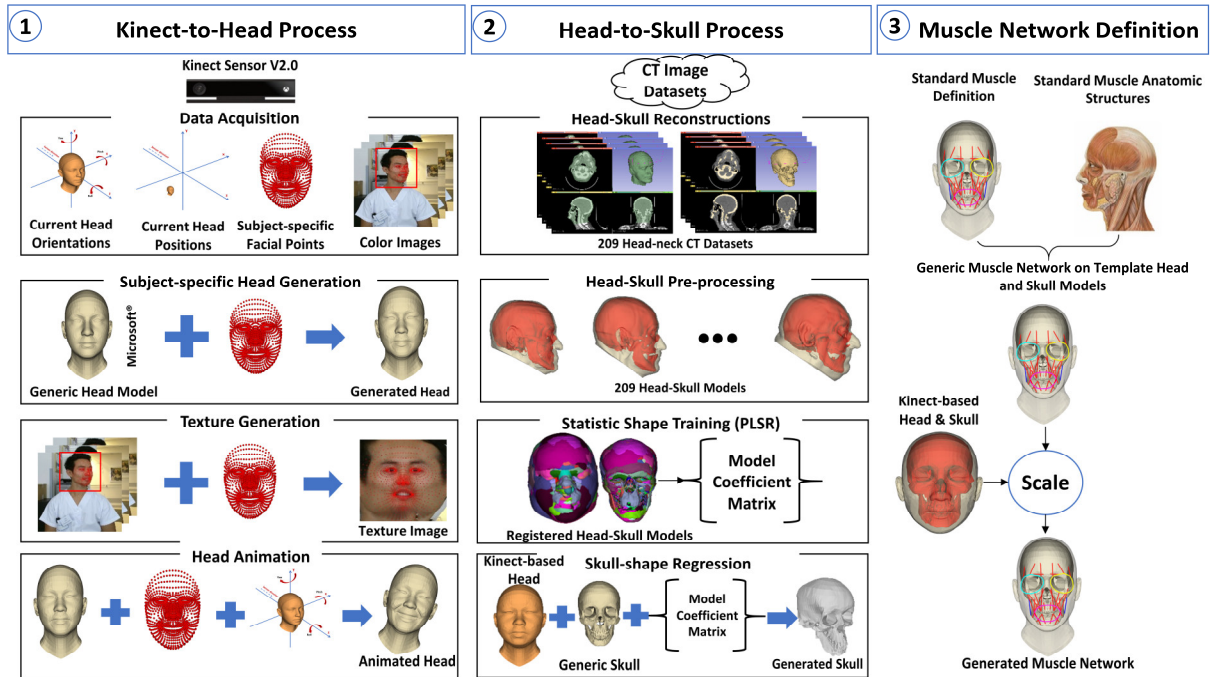 1 Kinect-to-Head Process
Kinect Sensor V2.0
Data Acquisition
Current Head
Orientations
Current Head
Positions
Subject-specific
Facial Points
Color Images
Subject-specific Head Generation
Microsoft®
Generic Head Model
Generated Head
Texture Generation
Texture Image
Head Animation
Animated Head
2 Head-to-Skull Process
CT Image
Datasets
Head-Skull Reconstructions
209 Head-neck CT Datasets
Head-Skull Pre-processing
209 Head-Skull Models
Statistic Shape Training (PLSR)
Model
Coefficient
Matrix
Registered Head-Skull Models
Skull-shape Regression
Kinect-based
Head
Model
Coefficient
Matrix
Generic Skull
Generated Skull
3 Muscle Network Definition
Standard Muscle
Definition
Standard Muscle Anatomic
Structures
Generic Muscle Network on Template Head
and Skull Models
Kinect-based
Head & Skull
Scale
Generated Muscle Network